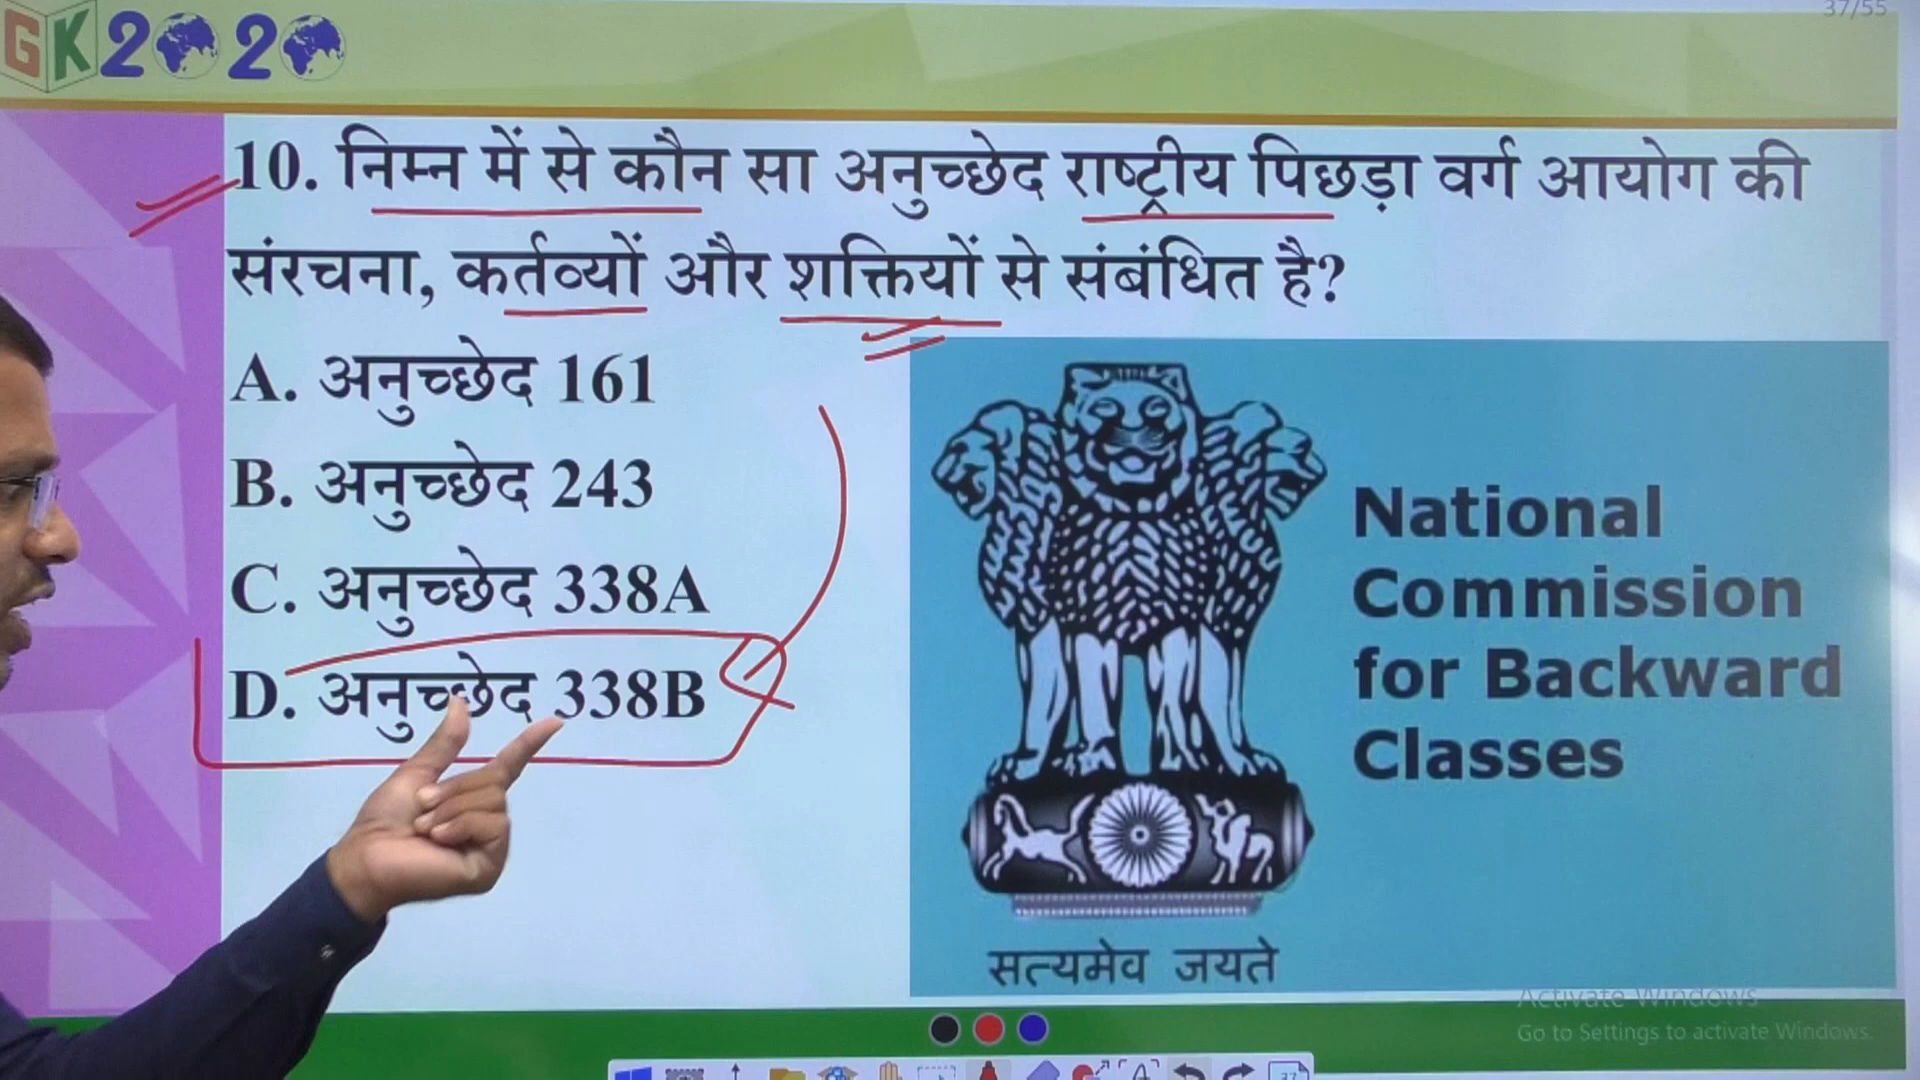 GK2020
37/55
10. निम्न में से कौन सा अनुच्छेद राष्ट्रीय पिछड़ा वर्ग आयोग की
संरचना, कर्तव्यों और शक्तियों से संबंधित है?
A. अनुच्छेद 161
B. अनुच्छेद 243
C. अनुच्छेद 338A
D. अनुच्छेद 338B
National
Commission
for Backward
Classes
सत्यमेव जयते
Activate Windows
Go to Settings to activate Windows.
37